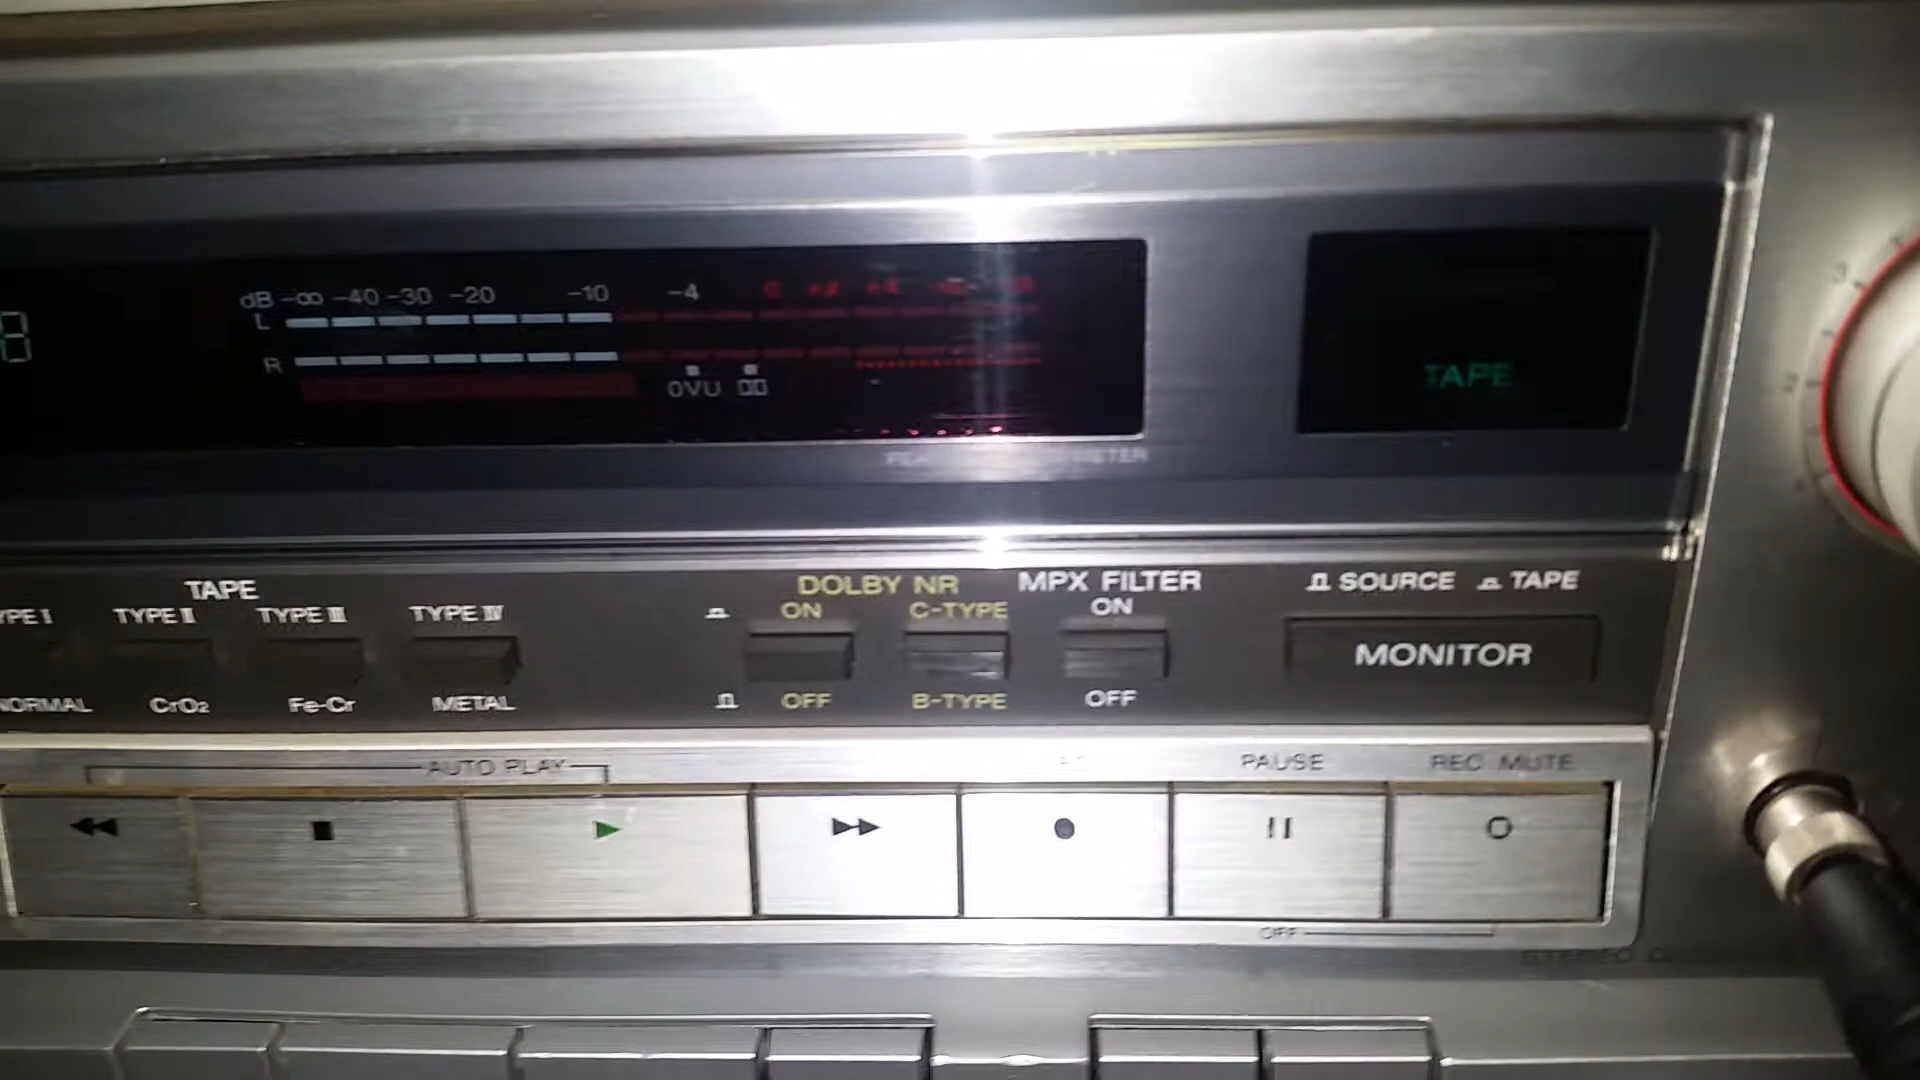 dB -∞ -40 -30 -20 -10 -4
L
R
0VU
TAPE
METER
TAPE
TYPE II TYPE III TYPE IV
NORMAL CrO2 Fe-Cr METAL
DOLBY NR
ON C-TYPE
OFF B-TYPE
MPX FILTER
ON
OFF
SOURCE TAPE
MONITOR
AUTO PLAY
PAUSE
REC MUTE
OFF
STEREO